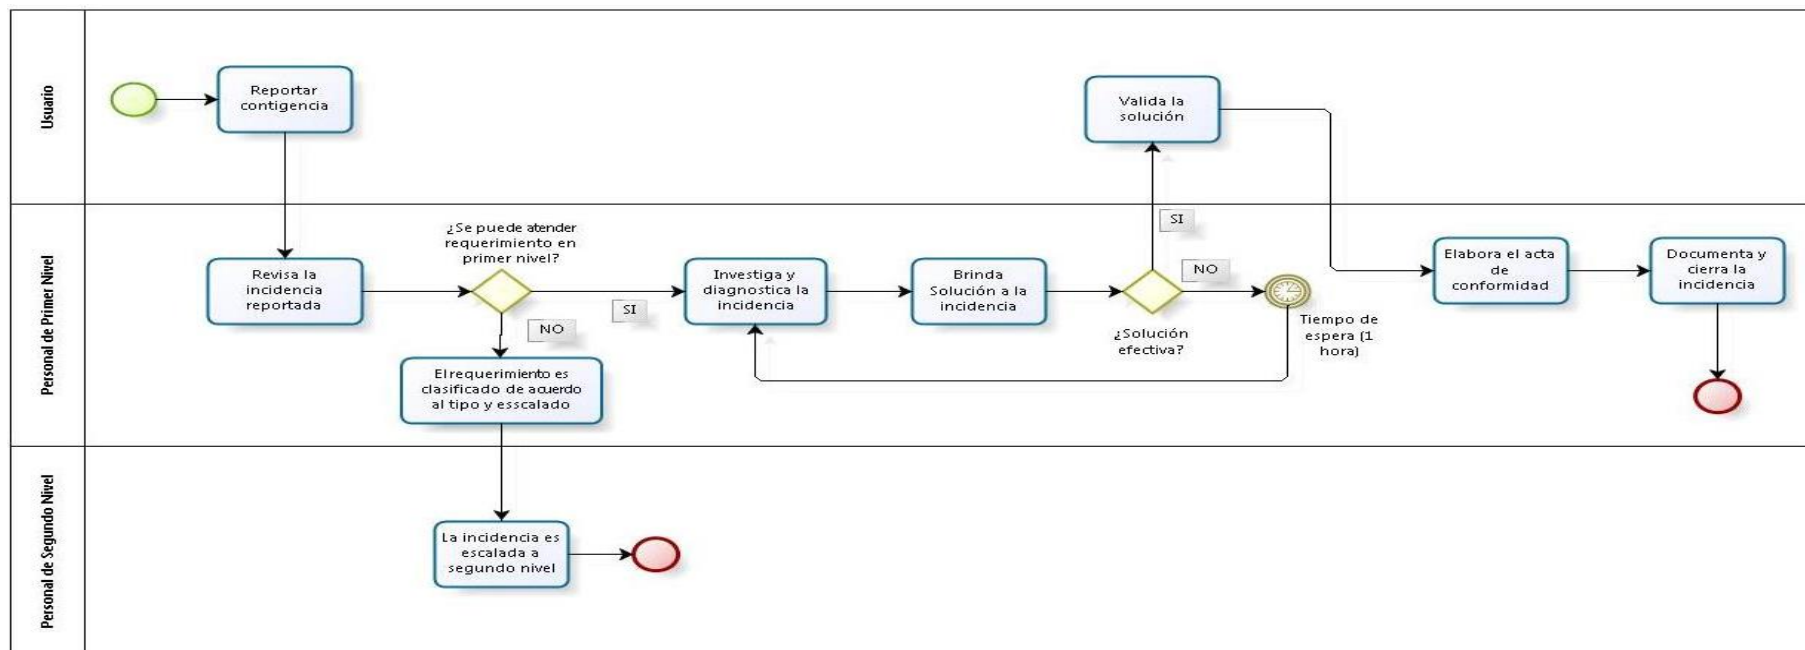 Usuario
Reportar
contigencia
Valida la
solución
Personal de Primer Nivel
Revisa la
incidencia
reportada
¿Se puede atender
requerimiento en
primer nivel?
SI
NO
El requerimiento es
clasificado de acuerdo
al tipo y esscalado
Investiga y
diagnostica la
incidencia
Brinda
Solución a la
incidencia
¿Solución
efectiva?
SI
NO
Tiempo de
espera (1
hora)
Elabora el acta
de
conformidad
Documenta y
cierra la
incidencia
Personal de Segundo Nivel
La incidencia es
escalada a
segundo nivel